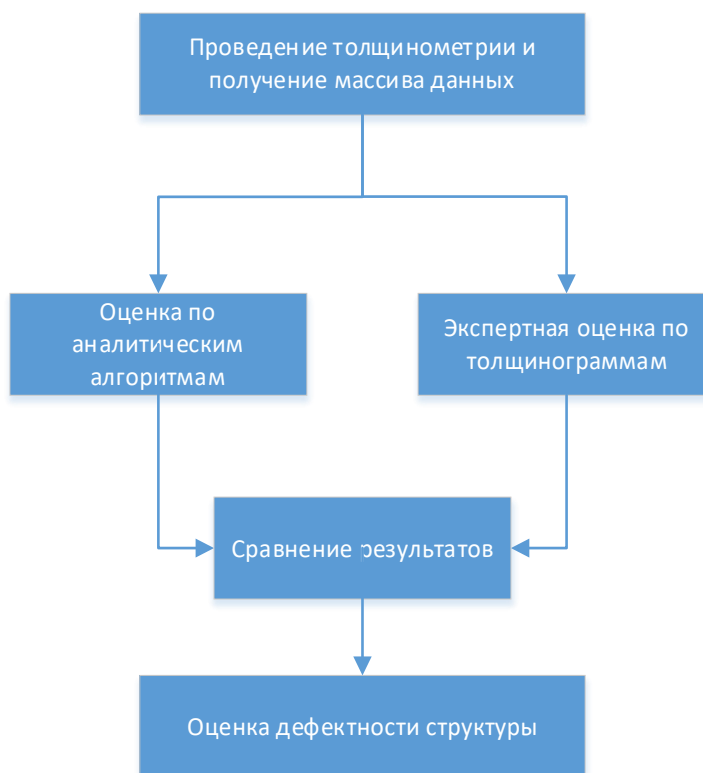 Проведение толщинометрии и
получение массива данных
Оценка по
аналитическим
алгоритмам
Экспертная оценка по
толщинограммам
Сравнение результатов
Оценка дефектности структуры